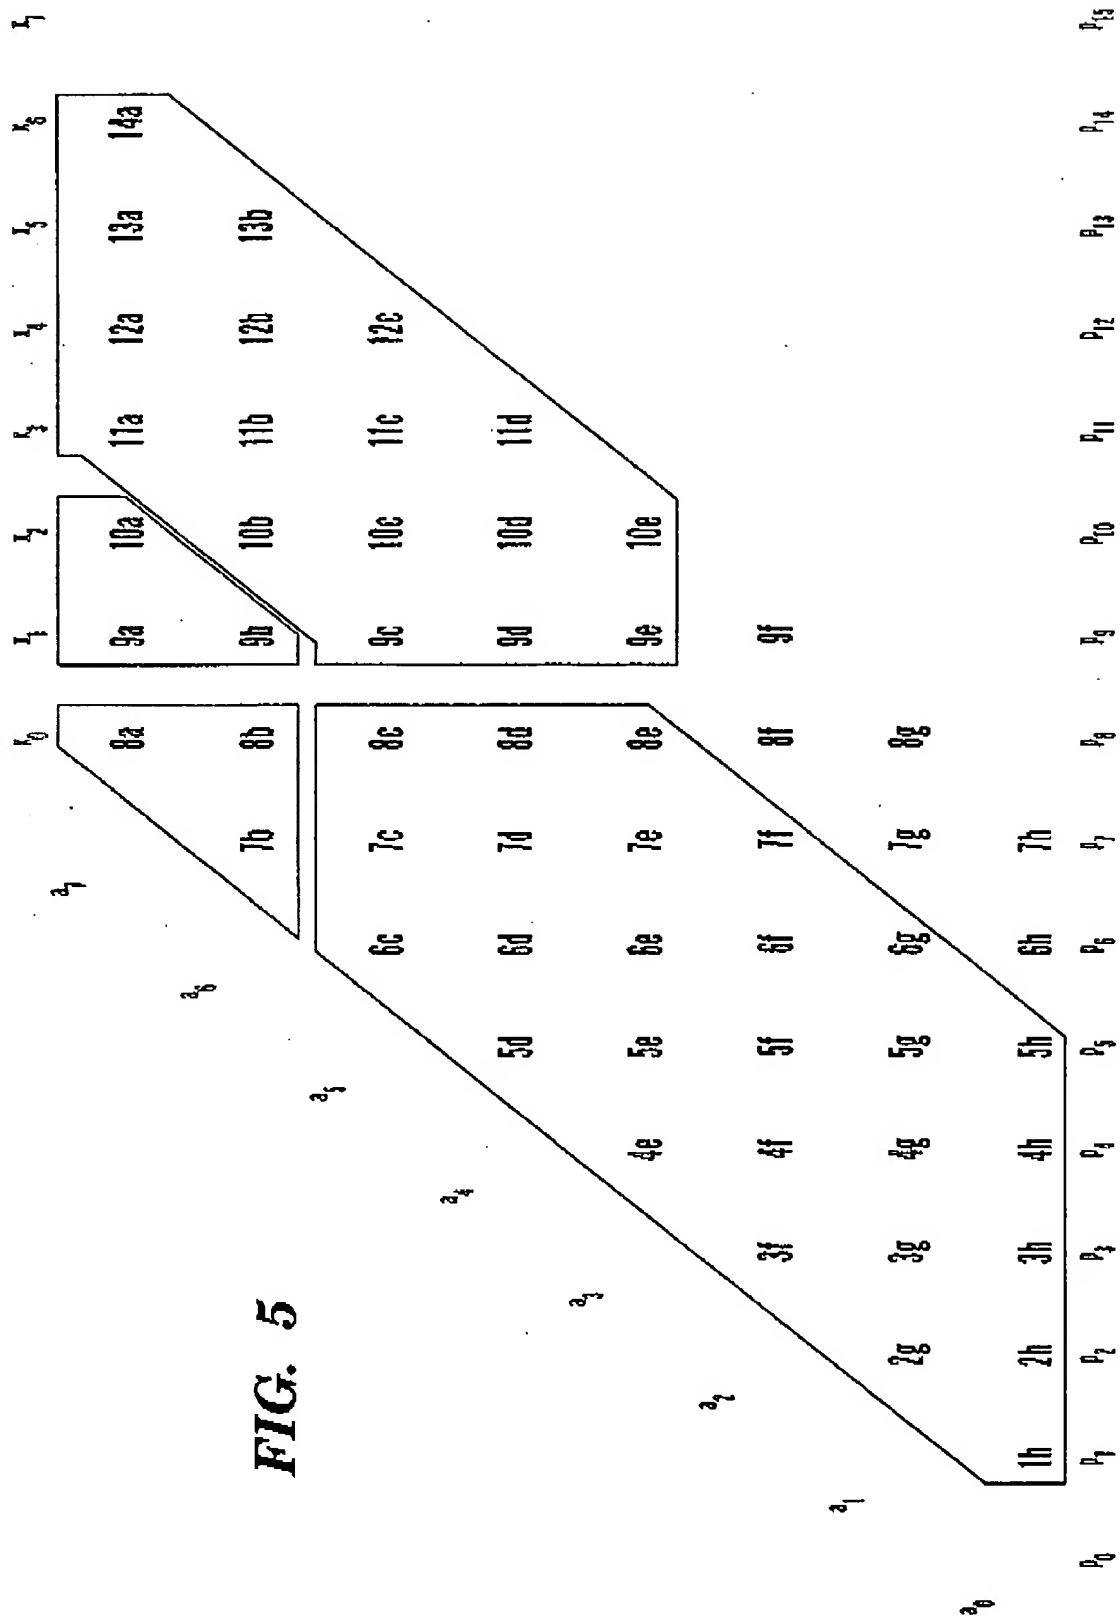 X₀ X₁ X₂ X₃ X₄ X₅ X₆ X₇
a₇
8a 9a 10a 11a 12a 13a 14a
a₆
7b 8b 9b 10b 11b 12b 13b
FIG. 5
a₅
6c 7c 8c 9c 10c 11c 12c
a₄
5d 6d 7d 8d 9d 10d 11d
a₃
4e 5e 6e 7e 8e 9e 10e
a₂
3f 4f 5f 6f 7f 8f 9f
a₁
2g 3g 4g 5g 6g 7g 8g
a₀
1h 2h 3h 4h 5h 6h 7h
P₀ P₁ P₂ P₃ P₄ P₅ P₆ P₇ P₈ P₉ P₁₀ P₁₁ P₁₂ P₁₃ P₁₄ P₁₅